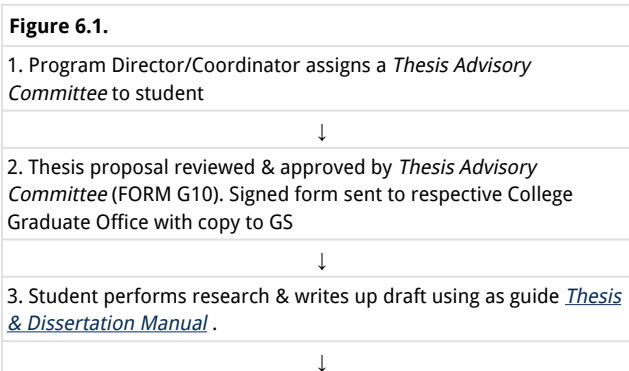 Figure 6.1.
1. Program Director/Coordinator assigns a Thesis Advisory
Committee to student
↓
2. Thesis proposal reviewed & approved by Thesis Advisory
Committee (FORM G10). Signed form sent to respective College
Graduate Office with copy to GS
↓
3. Student performs research & writes up draft using as guide Thesis
& Dissertation Manual .
↓